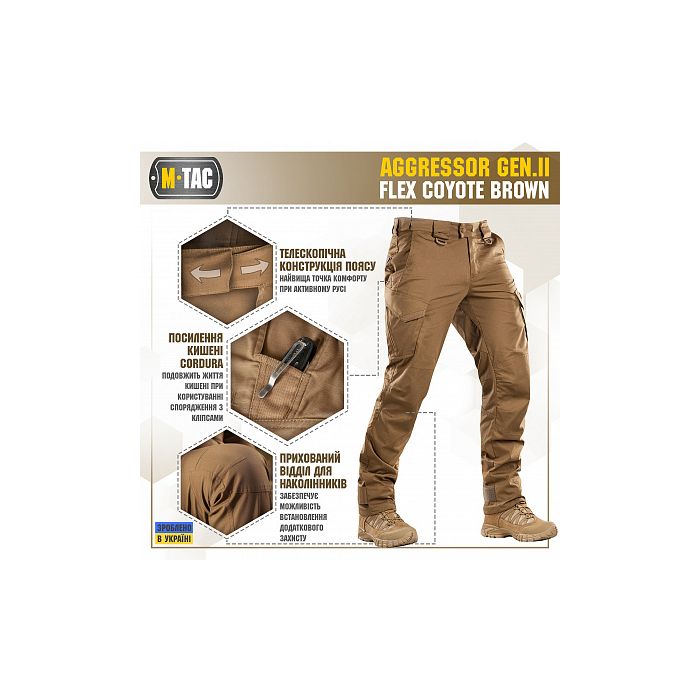 M-TAC
AGGRESSOR GEN.II
FLEX COYOTE BROWN
ТЕЛЕСКОПІЧНА
КОНСТРУКЦІЯ ПОЯСУ
НАЙВИЩА ТОЧКА КОМФОРТУ
ПРИ АКТИВНОМУ РУСІ
ПОСИЛЕННЯ
КИШЕНІ
CORDURA
ПОДОВЖИТЬ ЖИТТЯ
КИШЕНІ ПРИ
КОРИСТУВАННІ
СПОРЯДЖЕННЯ З
КЛІПСАМИ
ПРИХОВАНИЙ
ВІДДІЛ ДЛЯ
НАКОЛІННИКІВ
ЗАБЕЗПЕЧУЄ
МОЖЛИВІСТЬ
ВСТАНОВЛЕННЯ
ДОДАТКОВОГО
ЗАХИСТУ
ЗРОБЛЕНО
В УКРАЇНІ